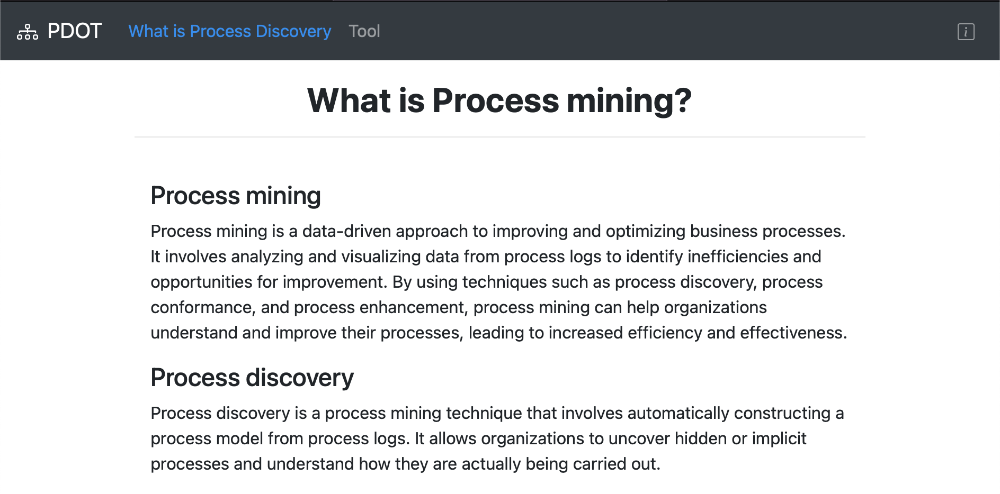 PDOT What is Process Discovery Tool i
What is Process mining?
Process mining
Process mining is a data-driven approach to improving and optimizing business processes.
It involves analyzing and visualizing data from process logs to identify inefficiencies and
opportunities for improvement. By using techniques such as process discovery, process
conformance, and process enhancement, process mining can help organizations
understand and improve their processes, leading to increased efficiency and effectiveness.
Process discovery
Process discovery is a process mining technique that involves automatically constructing a
process model from process logs. It allows organizations to uncover hidden or implicit
processes and understand how they are actually being carried out.